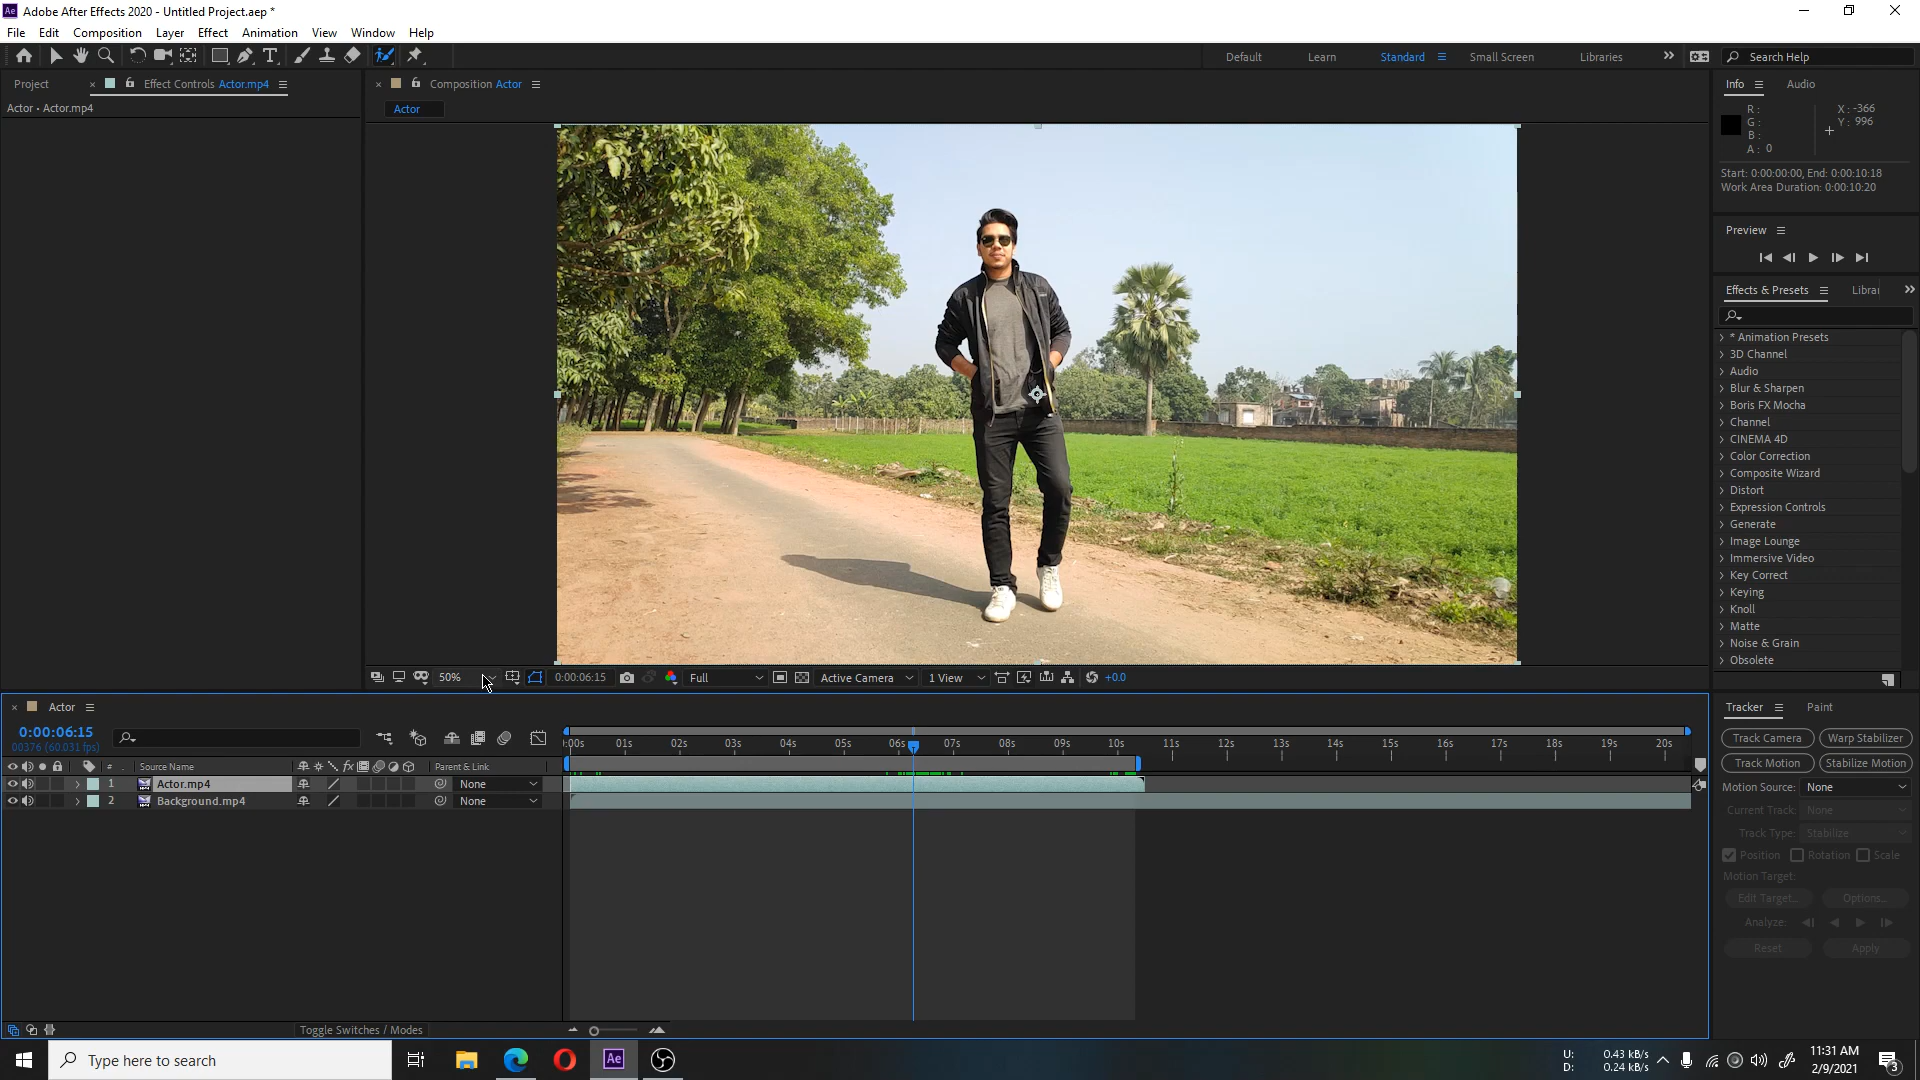 Ae Adobe After Effects 2020 - Untitled Project.aep *
File Edit Composition Layer Effect Animation View Window Help
Default Learn Standard Small Screen Libraries Search Help
Project Effect Controls Actor.mp4
Composition Actor
Info Audio
Actor • Actor.mp4
Actor
R :
G :
B :
A : 0
X : -366
Y : 996
Start: 0:00:00:00, End: 0:00:10:18
Work Area Duration: 0:00:10:20
Preview
Effects & Presets Librar
* Animation Presets
3D Channel
Audio
Blur & Sharpen
Boris FX Mocha
Channel
CINEMA 4D
Color Correction
Composite Wizard
Distort
Expression Controls
Generate
Image Lounge
Immersive Video
Key Correct
Keying
Knoll
Matte
Noise & Grain
Obsolete
50% 0:00:06:15 Full Active Camera 1 View +0.0
Actor
0:00:06:15
00376 (60.031 fps)
:00s 01s 02s 03s 04s 05s 06s 07s 08s 09s 10s 11s 12s 13s 14s 15s 16s 17s 18s 19s 20s
# Source Name fx Parent & Link
1 Actor.mp4 None
2 Background.mp4 None
Toggle Switches / Modes
Tracker Paint
Track Camera Warp Stabilizer
Track Motion Stabilize Motion
Motion Source: None
Current Track: None
Track Type: Stabilize
Position Rotation Scale
Motion Target:
Edit Target... Options...
Analyze:
Reset Apply
Type here to search
Ae
U: 0.43 kB/s
D: 0.24 kB/s
11:31 AM
2/9/2021
3